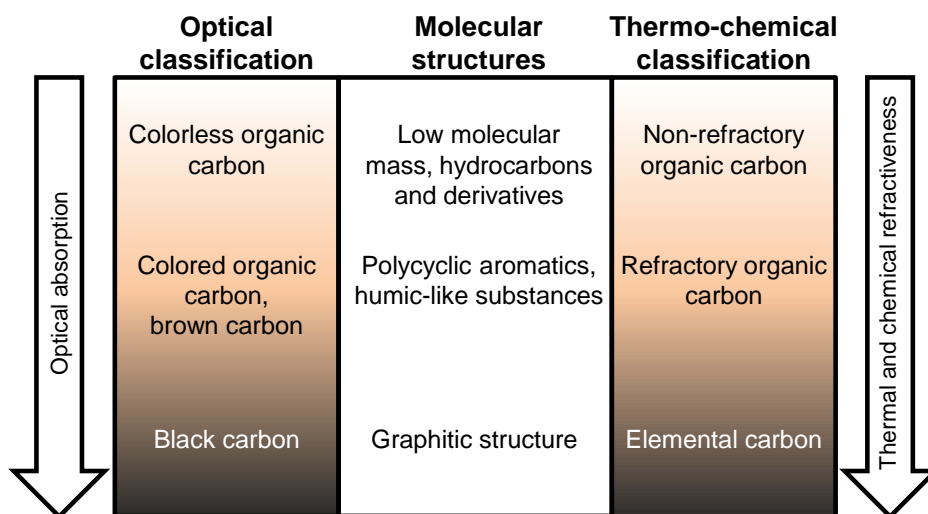 Optical
classification
Molecular
structures
Thermo-chemical
classification
Optical absorption
Colorless organic
carbon
Low molecular
mass, hydrocarbons
and derivatives
Non-refractory
organic carbon
Colored organic
carbon,
brown carbon
Polycyclic aromatics,
humic-like substances
Refractory organic
carbon
Black carbon
Graphitic structure
Elemental carbon
Thermal and chemical refractiveness